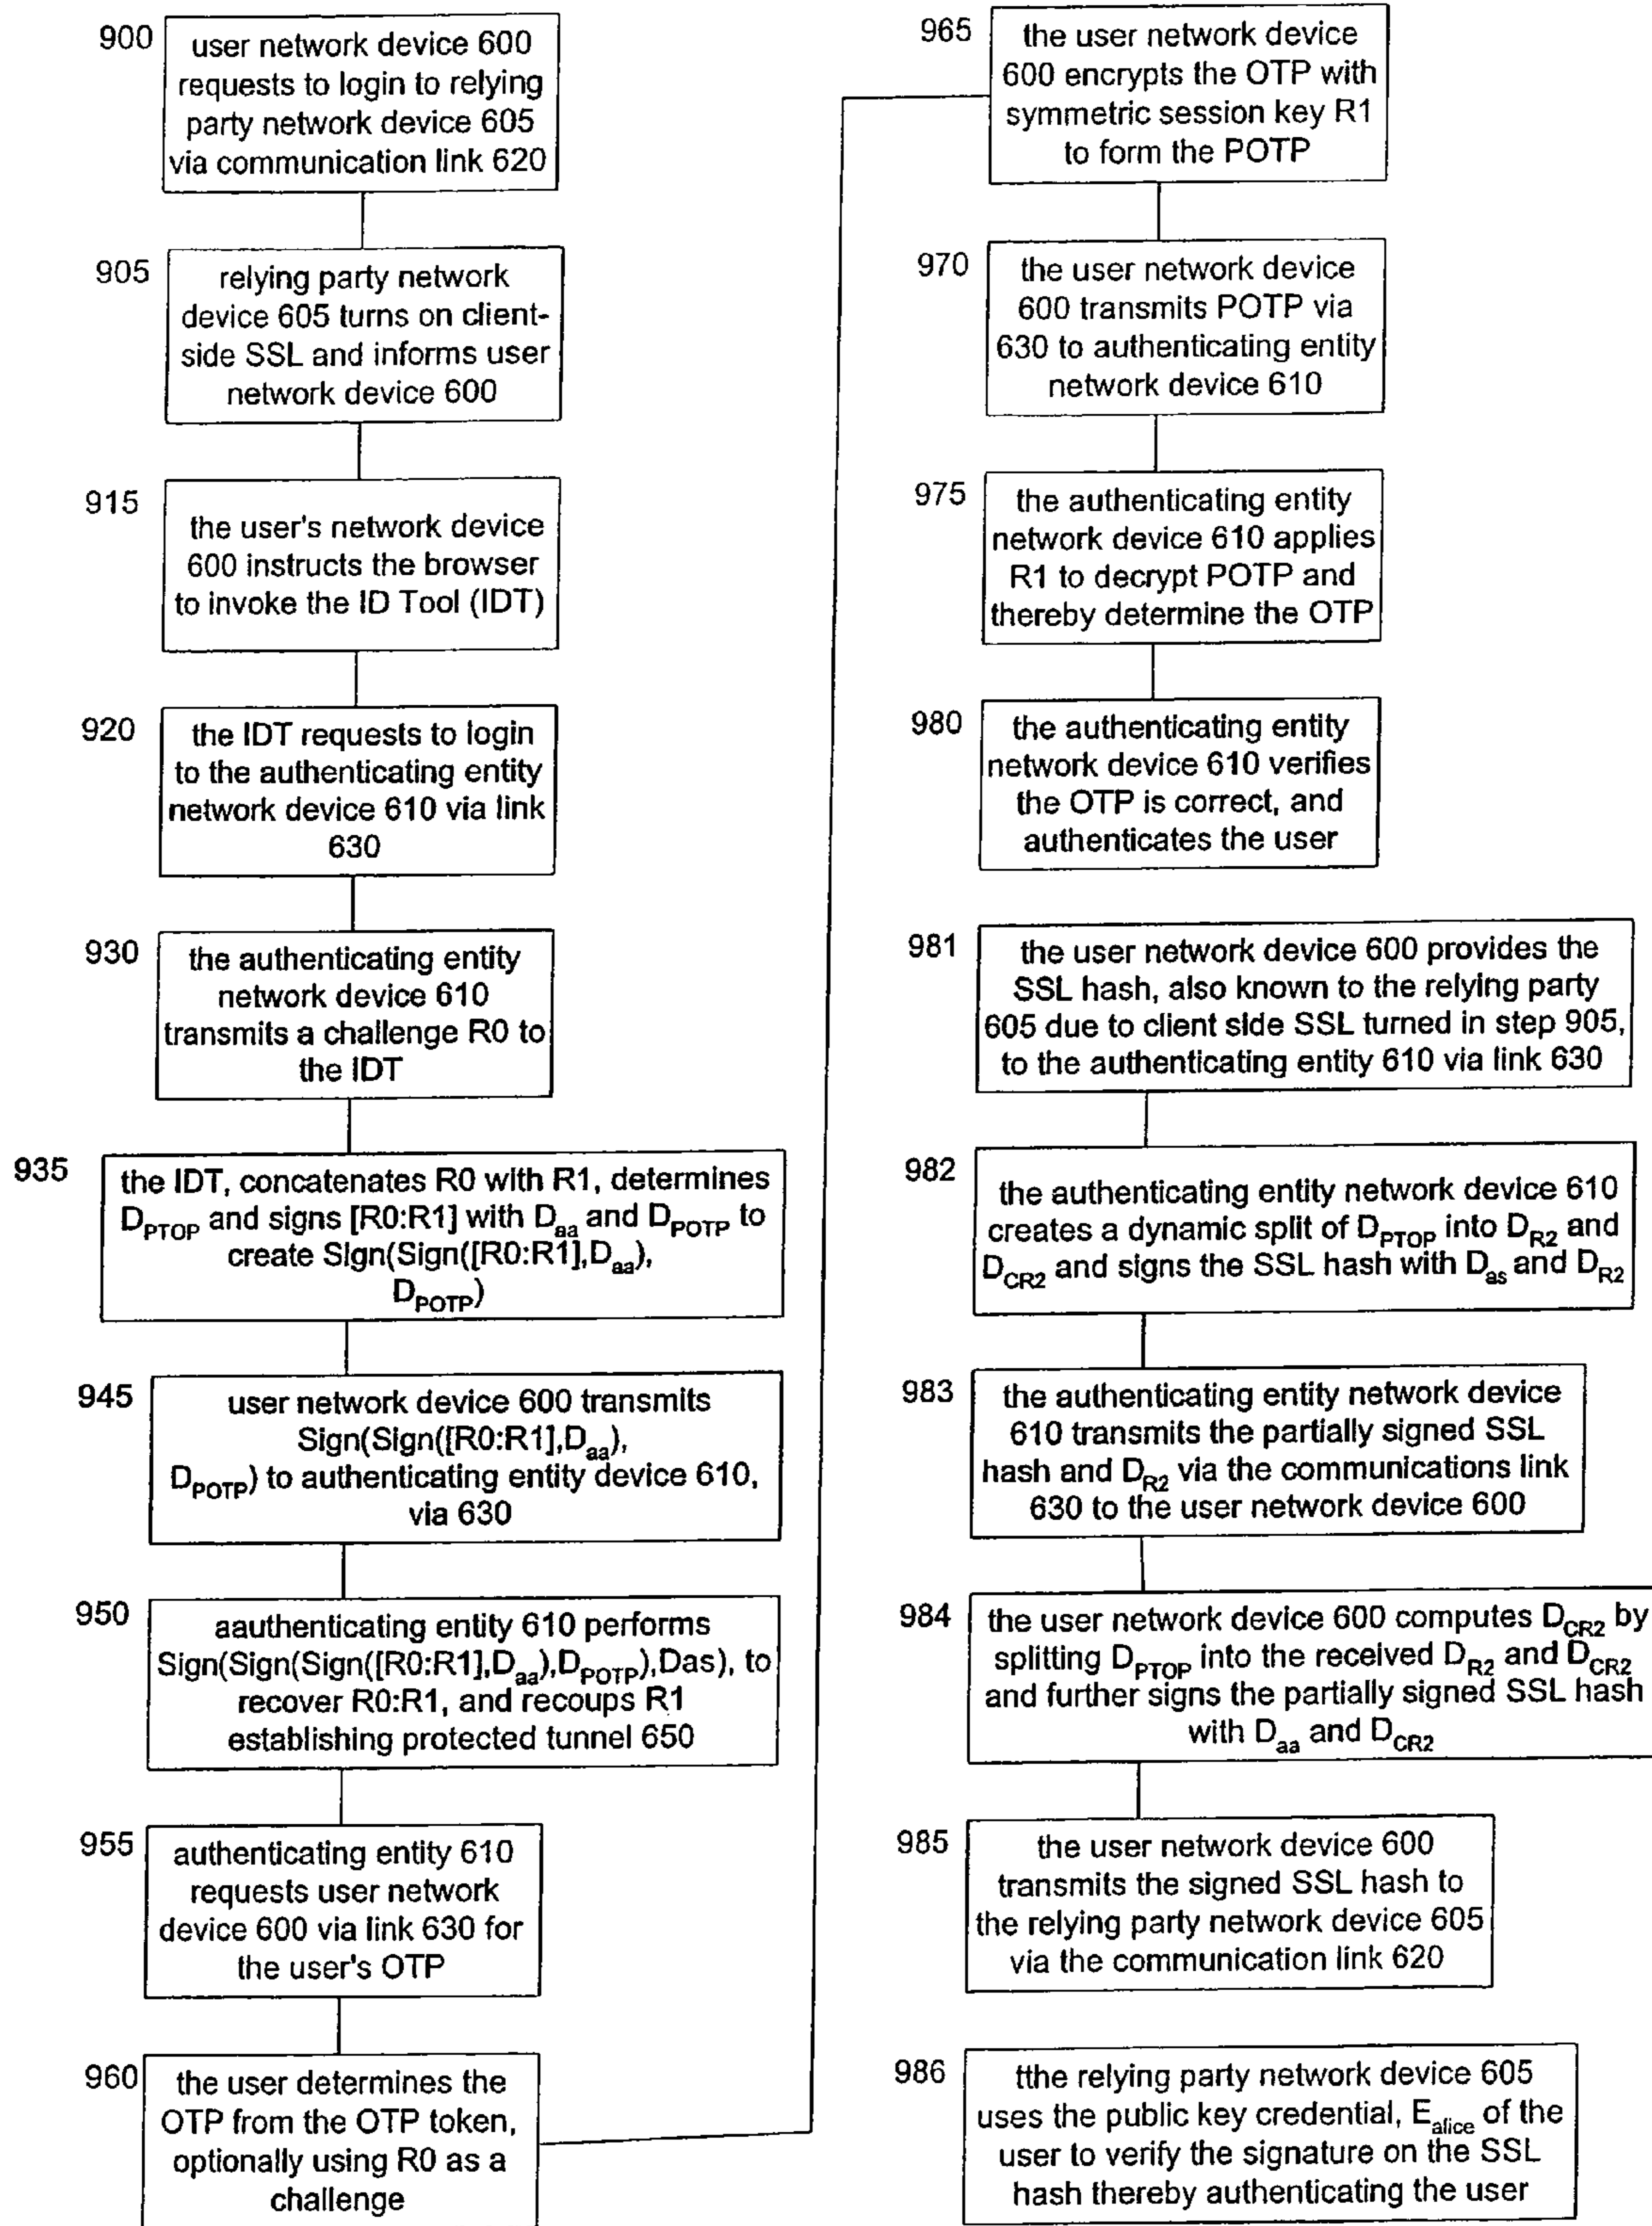 900
user network device 600
requests to login to relying
party network device 605
via communication link 620
905
relying party network
device 605 turns on client-
side SSL and informs user
network device 600
915
the user's network device
600 instructs the browser
to invoke the ID Tool (IDT)
920
the IDT requests to login
to the authenticating entity
network device 610 via link
630
930
the authenticating entity
network device 610
transmits a challenge R0 to
the IDT
935
the IDT, concatenates R0 with R1, determines
DPTOP and signs [R0:R1] with Daa and DPOTP to
create Sign(Sign([R0:R1],Daa),
DPOTP)
945
user network device 600 transmits
Sign(Sign([R0:R1],Daa),
DPOTP) to authenticating entity device 610,
via 630
950
aauthenticating entity 610 performs
Sign(Sign(Sign([R0:R1],Daa),DPOTP),Das), to
recover R0:R1, and recoups R1
establishing protected tunnel 650
955
authenticating entity 610
requests user network
device 600 via link 630 for
the user's OTP
960
the user determines the
OTP from the OTP token,
optionally using R0 as a
challenge
965
the user network device
600 encrypts the OTP with
symmetric session key R1
to form the POTP
970
the user network device
600 transmits POTP via
630 to authenticating entity
network device 610
975
the authenticating entity
network device 610 applies
R1 to decrypt POTP and
thereby determine the OTP
980
the authenticating entity
network device 610 verifies
the OTP is correct, and
authenticates the user
981
the user network device 600 provides the
SSL hash, also known to the relying party
605 due to client side SSL turned in step 905,
to the authenticating entity 610 via link 630
982
the authenticating entity network device 610
creates a dynamic split of DPTOP into DR2 and
DCR2 and signs the SSL hash with Das and DR2
983
the authenticating entity network device
610 transmits the partially signed SSL
hash and DR2 via the communications link
630 to the user network device 600
984
the user network device 600 computes DCR2 by
splitting DPTOP into the received DR2 and DCR2
and further signs the partially signed SSL hash
with Daa and DCR2
985
the user network device 600
transmits the signed SSL hash to
the relying party network device 605
via the communication link 620
986
tthe relying party network device 605
uses the public key credential, Ealice of the
user to verify the signature on the SSL
hash thereby authenticating the user